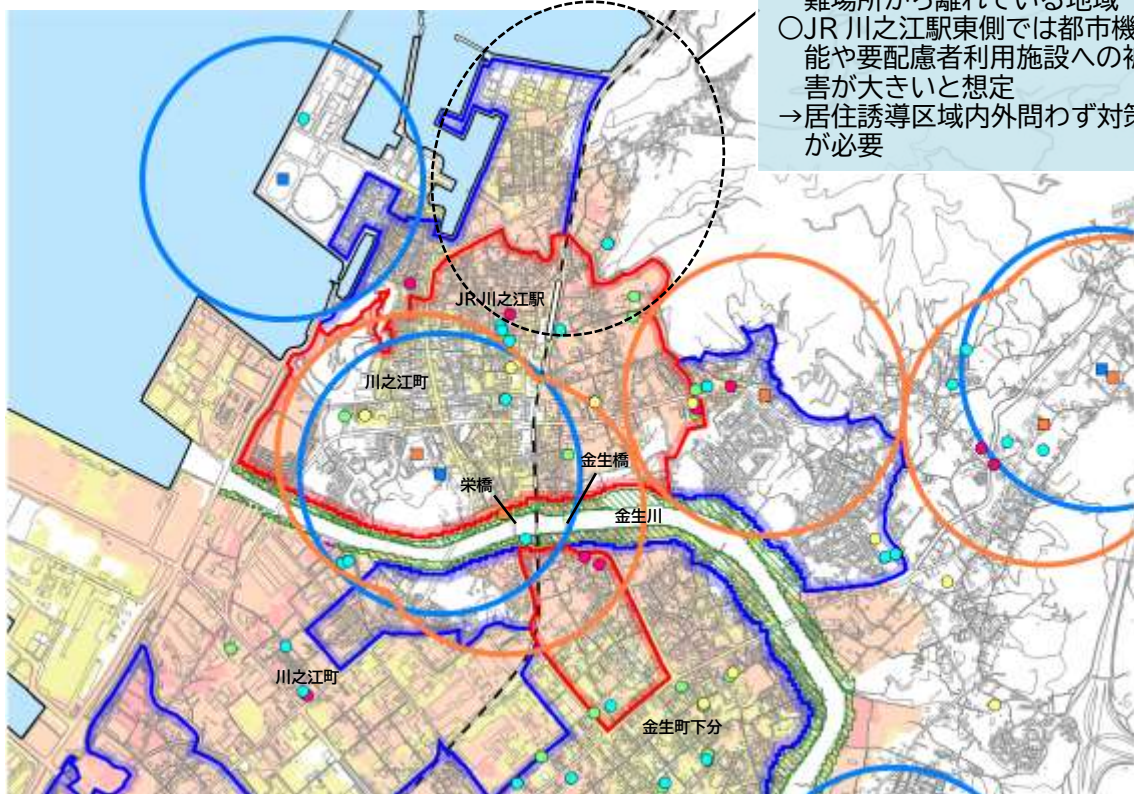 難場所から離れている地域
○JR 川之江駅東側では都市機
能や要配慮者利用施設への被
害が大きいと想定
→居住誘導区域内外問わず対策
が必要
JR 川之江駅
川之江町
栄橋
金生橋
金生川
川之江町
金生町下分